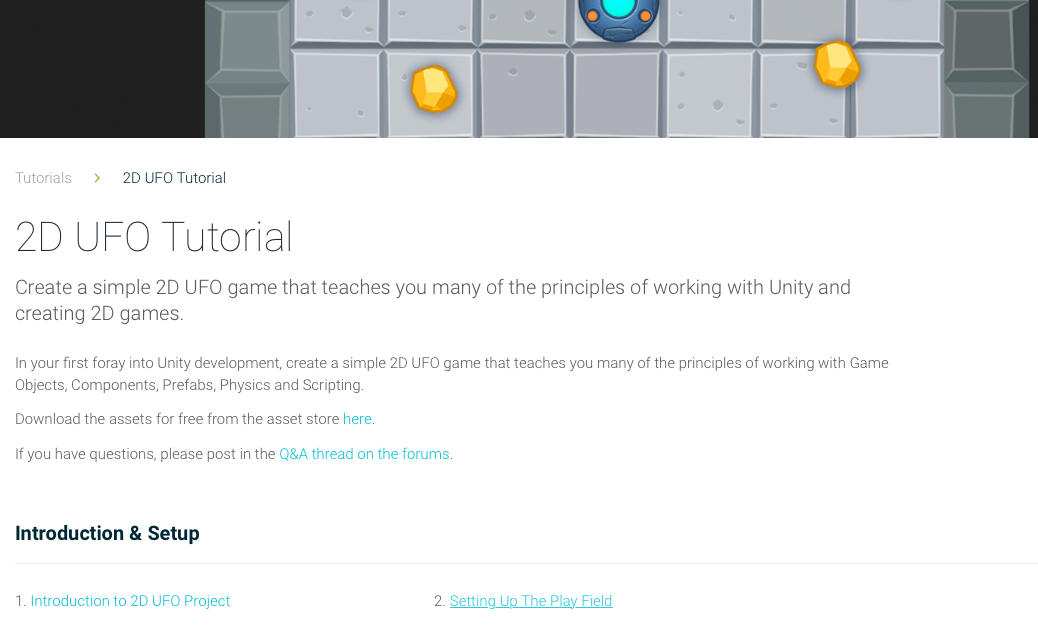 Tutorials > 2D UFO Tutorial
2D UFO Tutorial
Create a simple 2D UFO game that teaches you many of the principles of working with Unity and
creating 2D games.
In your first foray into Unity development, create a simple 2D UFO game that teaches you many of the principles of working with Game
Objects, Components, Prefabs, Physics and Scripting.
Download the assets for free from the asset store here.
If you have questions, please post in the Q&A thread on the forums.
Introduction & Setup
1. Introduction to 2D UFO Project
2. Setting Up The Play Field